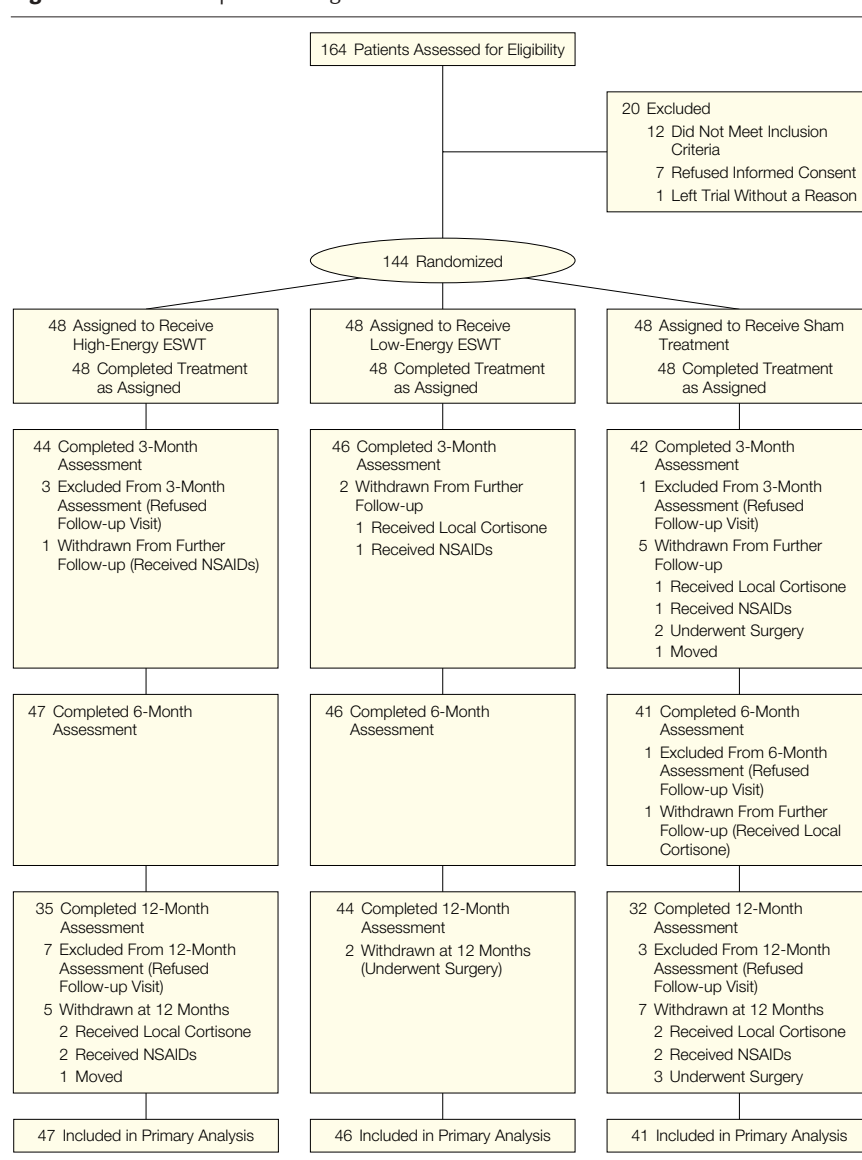 164 Patients Assessed for Eligibility
20 Excluded
12 Did Not Meet Inclusion
Criteria
7 Refused Informed Consent
1 Left Trial Without a Reason
144 Randomized
48 Assigned to Receive
High-Energy ESWT
48 Completed Treatment
as Assigned
48 Assigned to Receive
Low-Energy ESWT
48 Completed Treatment
as Assigned
48 Assigned to Receive Sham
Treatment
48 Completed Treatment
as Assigned
44 Completed 3-Month
Assessment
3 Excluded From 3-Month
Assessment (Refused
Follow-up Visit)
1 Withdrawn From Further
Follow-up (Received NSAIDs)
46 Completed 3-Month
Assessment
2 Withdrawn From Further
Follow-up
1 Received Local Cortisone
1 Received NSAIDs
42 Completed 3-Month
Assessment
1 Excluded From 3-Month
Assessment (Refused
Follow-up Visit)
5 Withdrawn From Further
Follow-up
1 Received Local Cortisone
1 Received NSAIDs
2 Underwent Surgery
1 Moved
47 Completed 6-Month
Assessment
46 Completed 6-Month
Assessment
41 Completed 6-Month
Assessment
1 Excluded From 6-Month
Assessment (Refused
Follow-up Visit)
1 Withdrawn From Further
Follow-up (Received Local
Cortisone)
35 Completed 12-Month
Assessment
7 Excluded From 12-Month
Assessment (Refused
Follow-up Visit)
5 Withdrawn at 12 Months
2 Received Local Cortisone
2 Received NSAIDs
1 Moved
44 Completed 12-Month
Assessment
2 Withdrawn at 12 Months
(Underwent Surgery)
32 Completed 12-Month
Assessment
3 Excluded From 12-Month
Assessment (Refused
Follow-up Visit)
7 Withdrawn at 12 Months
2 Received Local Cortisone
2 Received NSAIDs
3 Underwent Surgery
47 Included in Primary Analysis
46 Included in Primary Analysis
41 Included in Primary Analysis